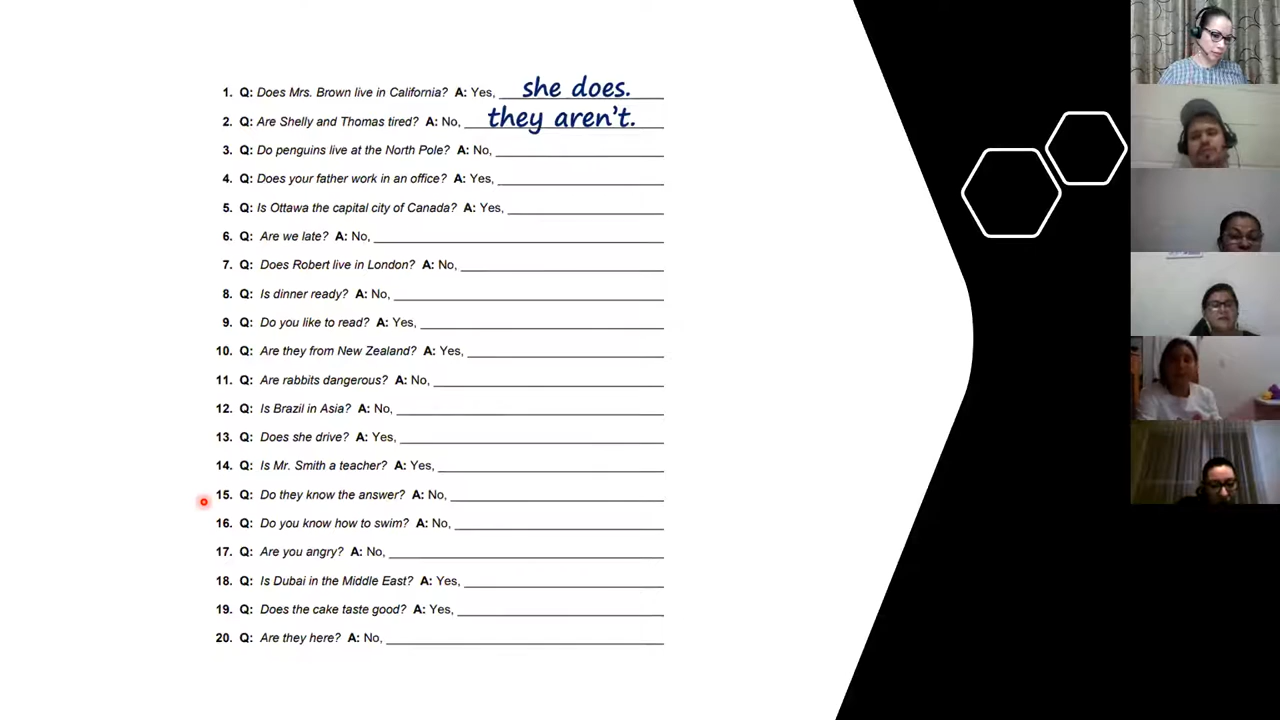 1. Q: Does Mrs. Brown live in California? A: Yes, she does.
2. Q: Are Shelly and Thomas tired? A: No, they aren't.
3. Q: Do penguins live at the North Pole? A: No,
4. Q: Does your father work in an office? A: Yes,
5. Q: Is Ottawa the capital city of Canada? A: Yes,
6. Q: Are we late? A: No,
7. Q: Does Robert live in London? A: No,
8. Q: Is dinner ready? A: No,
9. Q: Do you like to read? A: Yes,
10. Q: Are they from New Zealand? A: Yes,
11. Q: Are rabbits dangerous? A: No,
12. Q: Is Brazil in Asia? A: No,
13. Q: Does she drive? A: Yes,
14. Q: Is Mr. Smith a teacher? A: Yes,
15. Q: Do they know the answer? A: No,
16. Q: Do you know how to swim? A: No,
17. Q: Are you angry? A: No,
18. Q: Is Dubai in the Middle East? A: Yes,
19. Q: Does the cake taste good? A: Yes,
20. Q: Are they here? A: No,